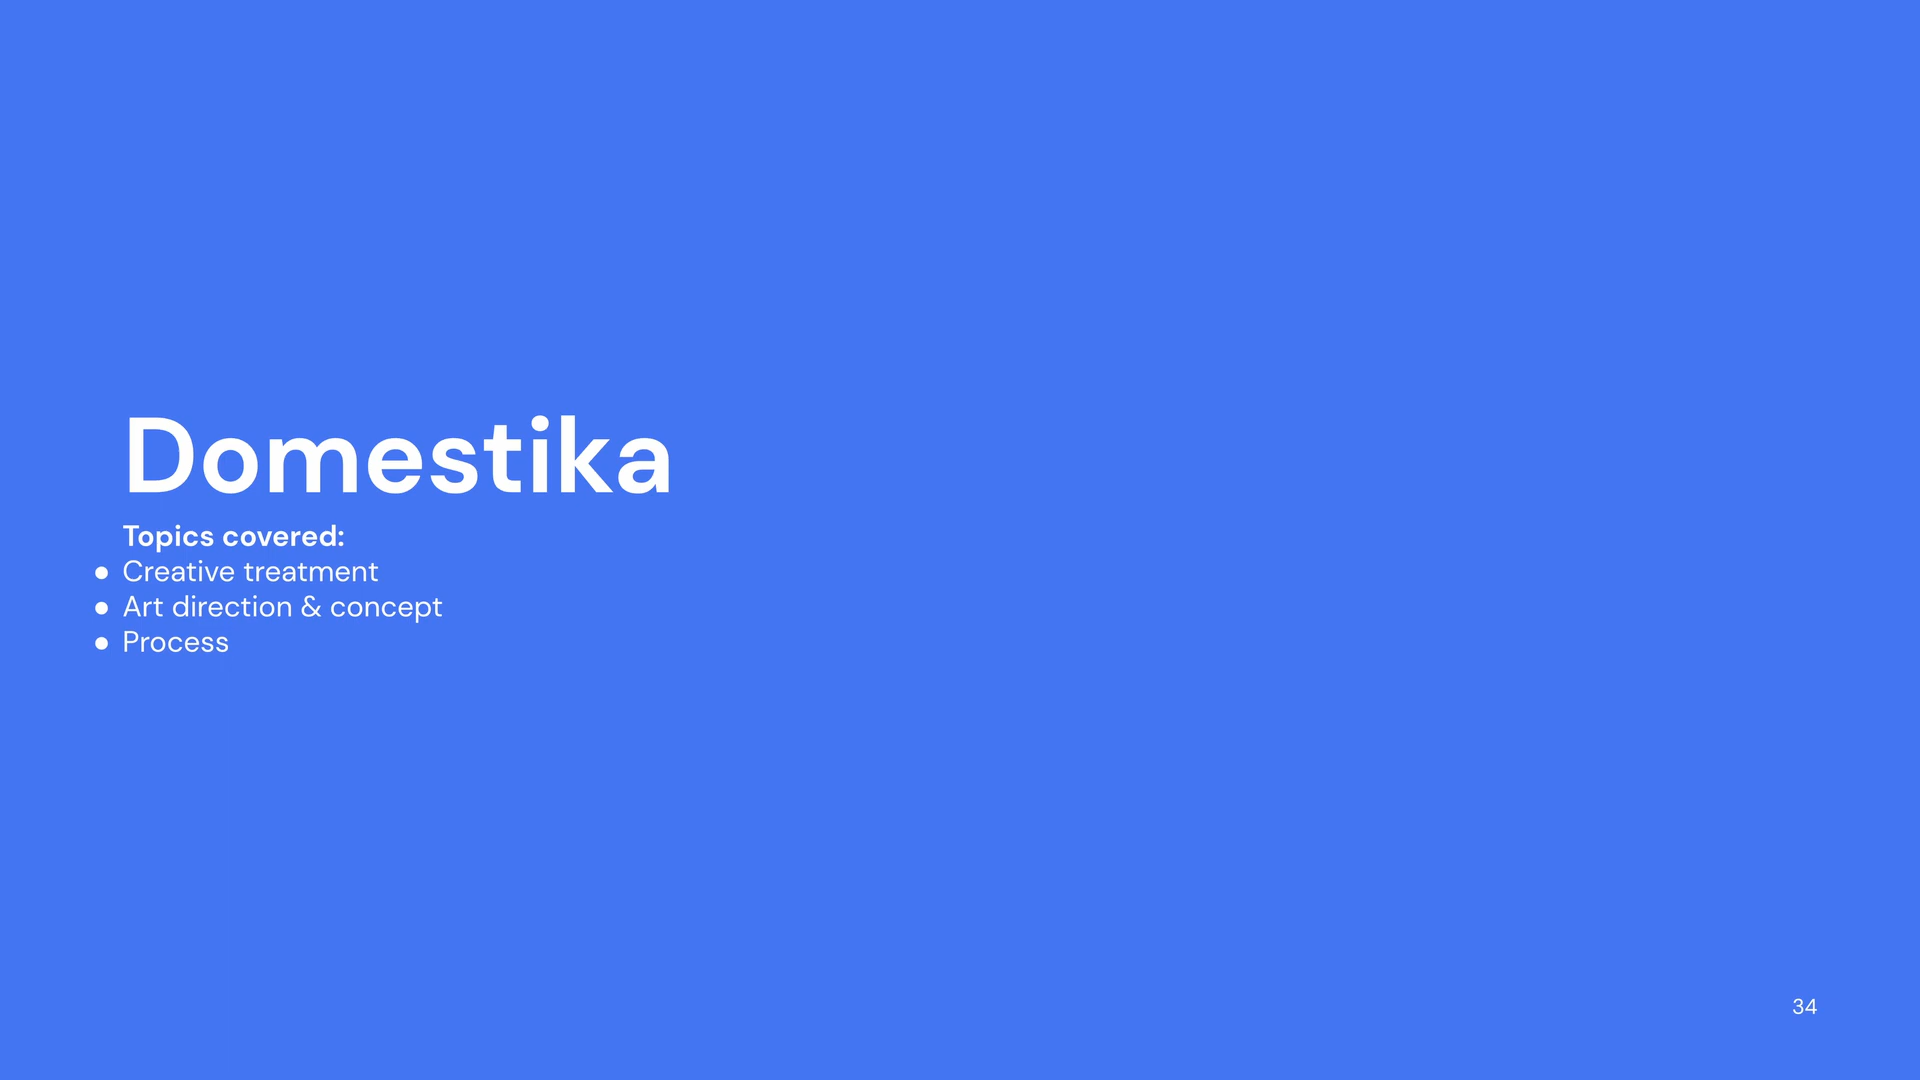 Domestika
Topics covered:
● Creative treatment
● Art direction & concept
● Process
34